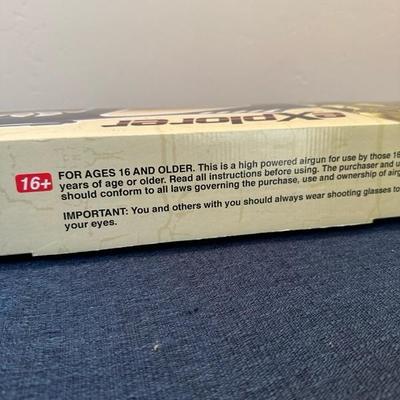 explorer
16+
FOR AGES 16 AND OLDER. This is a high powered airgun for use by those 16
years of age or older. Read all instructions before using. The purchaser and u
should conform to all laws governing the purchase, use and ownership of airg
IMPORTANT: You and others with you should always wear shooting glasses to
your eyes.